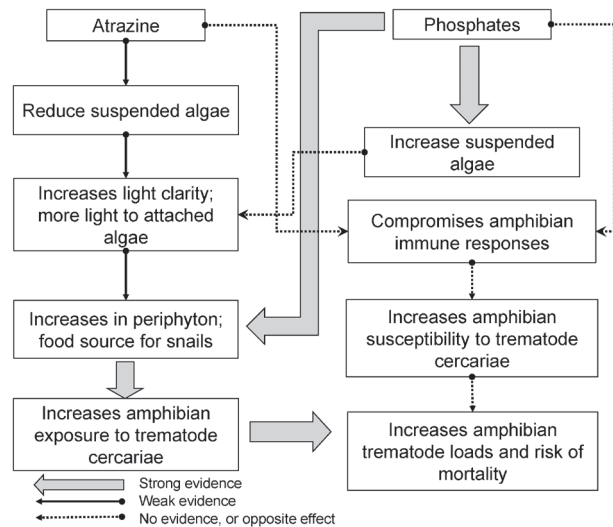 Atrazine
Phosphates
Reduce suspended algae
Increase suspended
algae
Increases light clarity;
more light to attached
algae
Compromises amphibian
immune responses
Increases in periphyton;
food source for snails
Increases amphibian
susceptibility to trematode
cercariae
Increases amphibian
exposure to trematode
cercariae
Increases amphibian
trematode loads and risk of
mortality
Strong evidence
Weak evidence
No evidence, or opposite effect